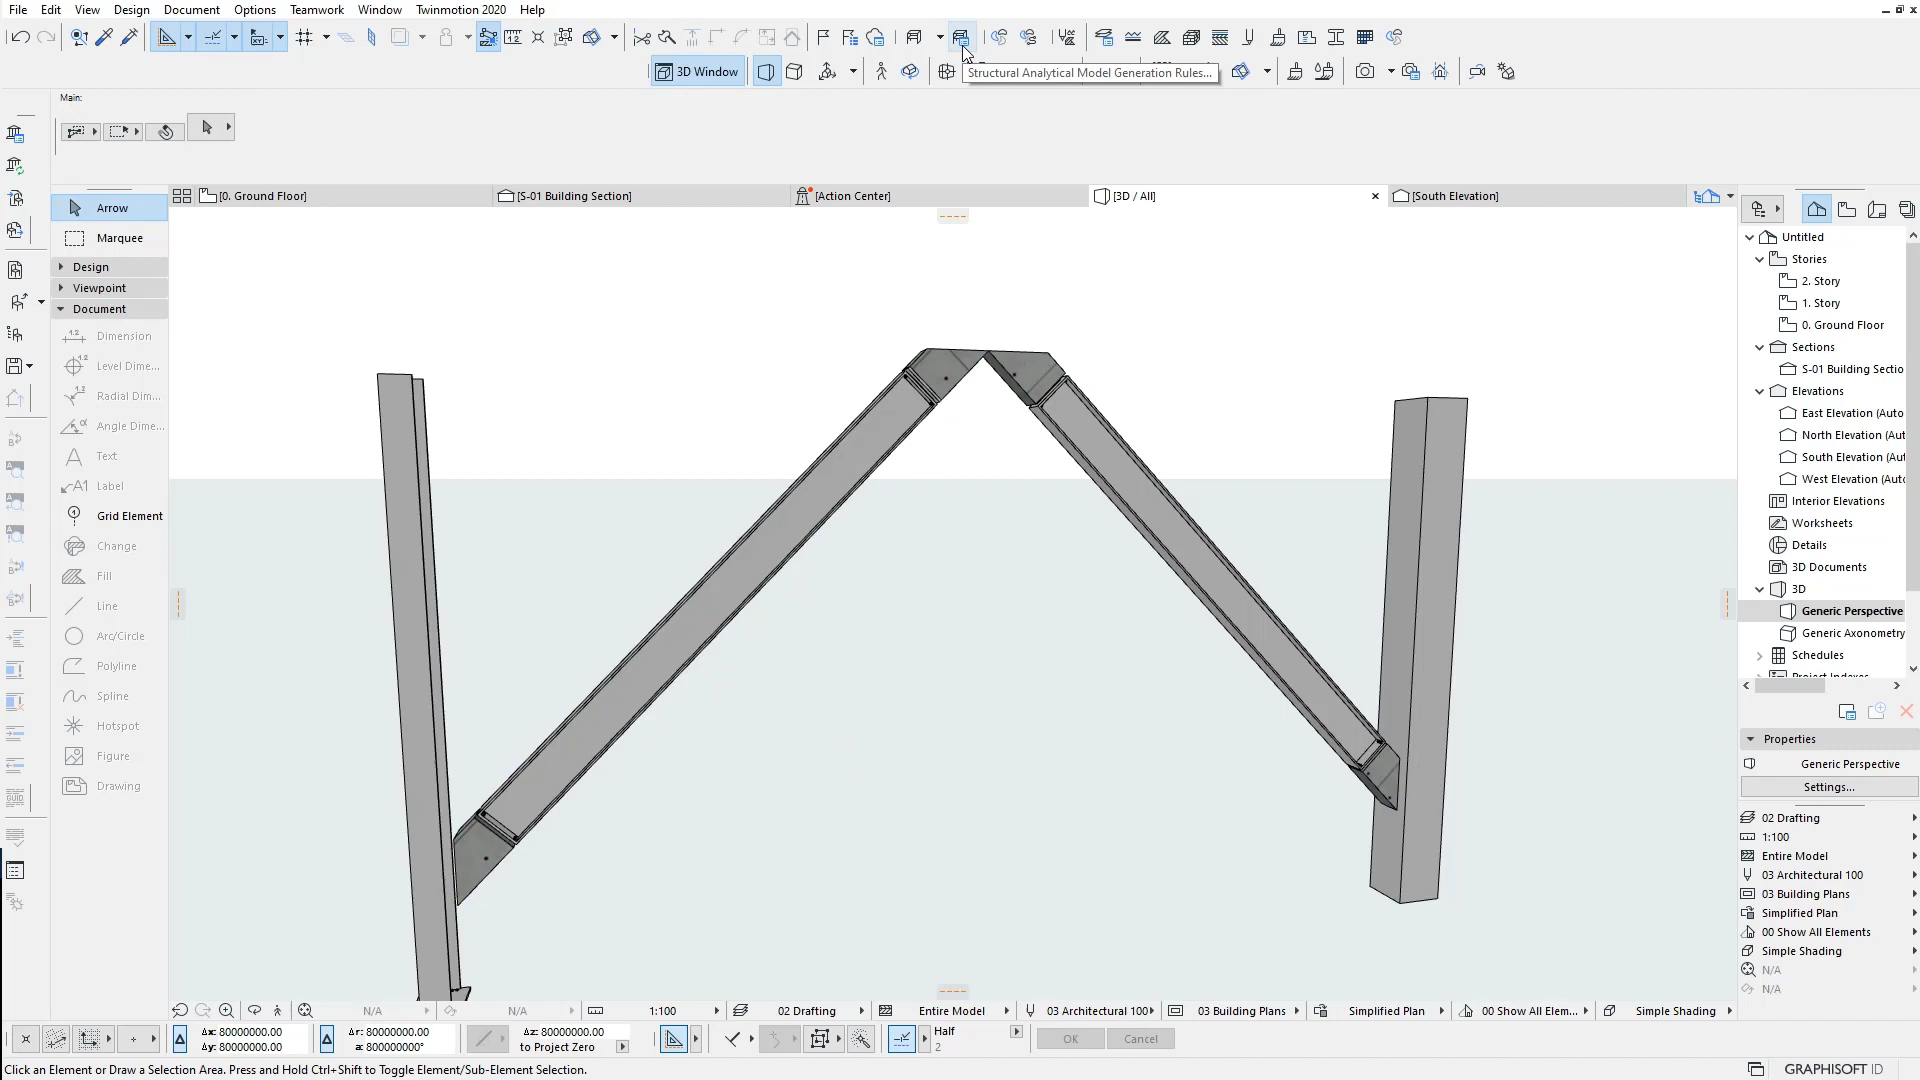 File Edit View Design Document Options Teamwork Window Twinmotion 2020 Help
3D Window
Structural Analytical Model Generation Rules...
Main:
[0. Ground Floor] [S-01 Building Section] [Action Center] [3D / All] [South Elevation]
Arrow
Marquee
Design
Viewpoint
Document
Dimension
Level Dime...
Radial Dim...
Angle Dime...
Text
Label
Grid Element
Change
Fill
Line
Arc/Circle
Polyline
Spline
Hotspot
Figure
Drawing
Untitled
Stories
2. Story
1. Story
0. Ground Floor
Sections
S-01 Building Sectio
Elevations
East Elevation (Auto
North Elevation (Aut
South Elevation (Aut
West Elevation (Auto
Interior Elevations
Worksheets
Details
3D Documents
3D
Generic Perspective
Generic Axonometry
Schedules
Project Indexes
Properties
Generic Perspective
Settings...
02 Drafting
1:100
Entire Model
03 Architectural 100
03 Building Plans
Simplified Plan
00 Show All Elements
Simple Shading
N/A
N/A
N/A N/A 1:100 02 Drafting Entire Model 03 Architectural 100 03 Building Plans Simplified Plan 00 Show All Elem... Simple Shading
Δx: 80000000.00 Δr: 80000000.00 Δz: 80000000.00 Half
Δy: 80000000.00 a: 800000000° to Project Zero 2
OK Cancel
Click an Element or Draw a Selection Area. Press and Hold Ctrl+Shift to Toggle Element/Sub-Element Selection.
GRAPHISOFT ID